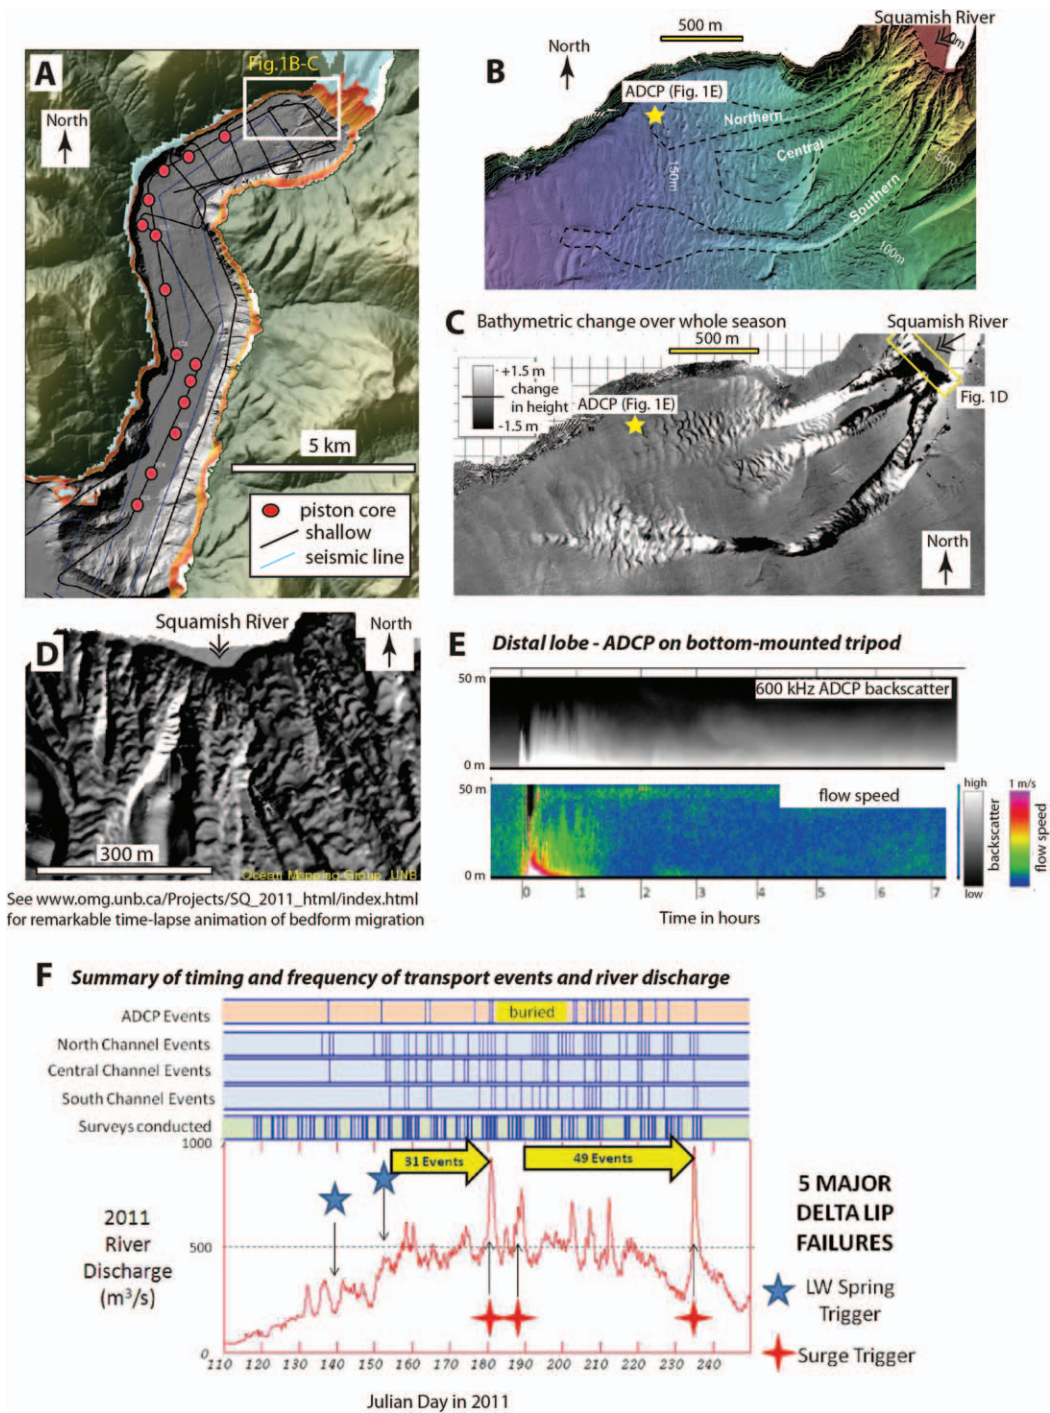 A
North
Fig.1B-C
5 km
piston core
shallow
seismic line
B
North
500 m
Squamish River
0m
ADCP (Fig. 1E)
Northern
Central
Southern
150m
50m
100m
C Bathymetric change over whole season
500 m
Squamish River
+1.5 m
change
in height
-1.5 m
ADCP (Fig. 1E)
Fig. 1D
North
D
Squamish River
North
300 m
Ocean Mapping Group UNB
See www.omg.unb.ca/Projects/SQ_2011_html/index.html
for remarkable time-lapse animation of bedform migration
E Distal lobe - ADCP on bottom-mounted tripod
50 m
600 kHz ADCP backscatter
0 m
50 m
flow speed
0 m
0 1 2 3 4 5 6 7
Time in hours
high
backscatter
low
1 m/s
flow speed
F Summary of timing and frequency of transport events and river discharge
ADCP Events
buried
North Channel Events
Central Channel Events
South Channel Events
Surveys conducted
1000
31 Events
49 Events
2011
River
Discharge
(m³/s)
500
0
110 120 130 140 150 160 170 180 190 200 210 220 230 240
Julian Day in 2011
5 MAJOR
DELTA LIP
FAILURES
LW Spring
Trigger
Surge Trigger